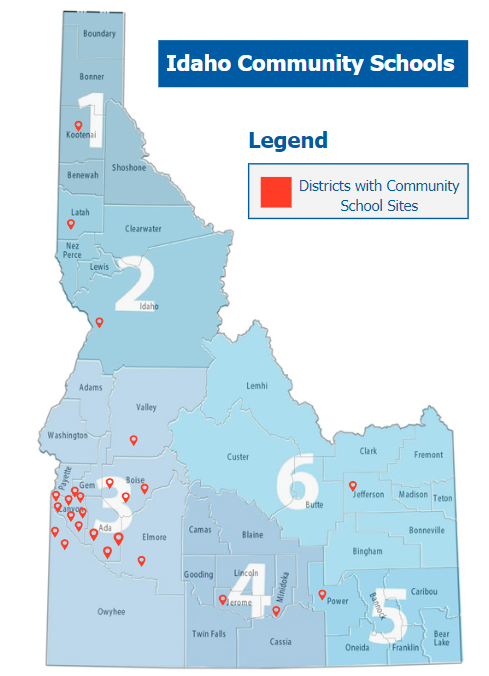 Idaho Community Schools
Legend
Districts with Community
School Sites
Boundary
Bonner
1
Kootenai
Benewah
Shoshone
Latah
Clearwater
Nez
Perce
Lewis
2
Idaho
Adams
Valley
Lemhi
Washington
Custer
Clark
Fremont
Payette
Gem
Boise
6
Butte
Jefferson
Madison
Teton
Canyon
3
Ada
Elmore
Camas
Blaine
Bonneville
Bingham
Gooding
Lincoln
Minidoka
4
Jerome
Power
Bannock
Caribou
5
Owyhee
Twin Falls
Cassia
Oneida
Franklin
Bear
Lake